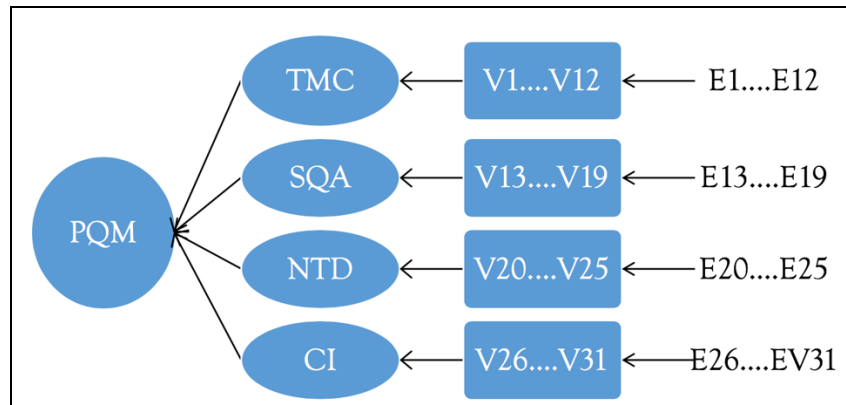 TMC
V1....V12
E1....E12
SQA
V13....V19
E13....E19
PQM
NTD
V20....V25
E20....E25
CI
V26....V31
E26....EV31